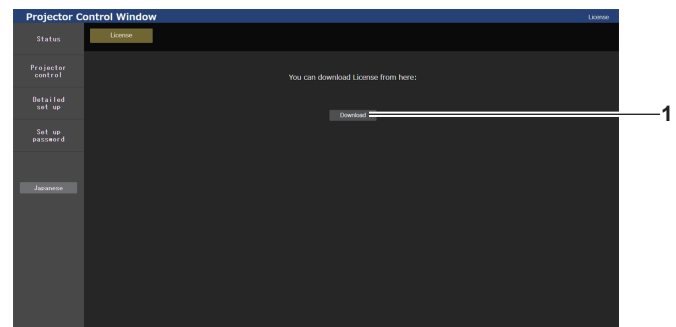 Projector Control Window
License
Status
License
Projector
control
You can download License from here:
Detailed
set up
Download
1
Set up
password
Japanese